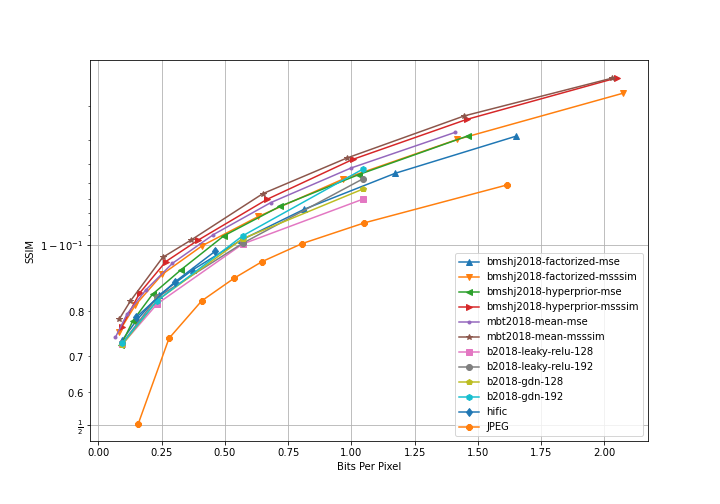 SSIM
1 − 10⁻¹
0.8
0.7
0.6
½
0.00 0.25 0.50 0.75 1.00 1.25 1.50 1.75 2.00
Bits Per Pixel
bmshj2018-factorized-mse
bmshj2018-factorized-msssim
bmshj2018-hyperprior-mse
bmshj2018-hyperprior-msssim
mbt2018-mean-mse
mbt2018-mean-msssim
b2018-leaky-relu-128
b2018-leaky-relu-192
b2018-gdn-128
b2018-gdn-192
hific
JPEG